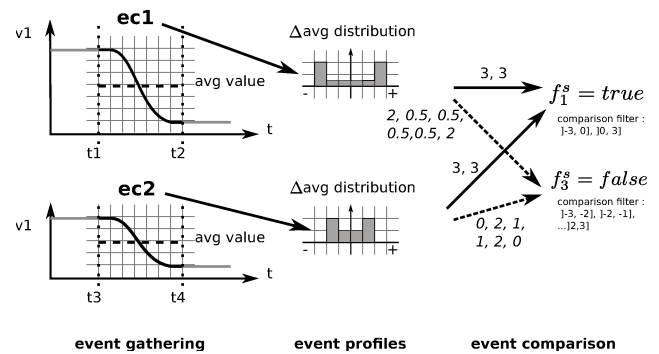 ec1
v1
avg value
t1
t2
t
Δavg distribution
-
+
3, 3
f₁ˢ = true
comparison filter :
]-3, 0], ]0, 3]
2, 0.5, 0.5,
0.5,0.5, 2
ec2
v1
avg value
t3
t4
t
Δavg distribution
-
+
3, 3
f₃ˢ = false
comparison filter :
]-3, -2], ]-2, -1],
...]2,3]
0, 2, 1,
1, 2, 0
event gathering
event profiles
event comparison